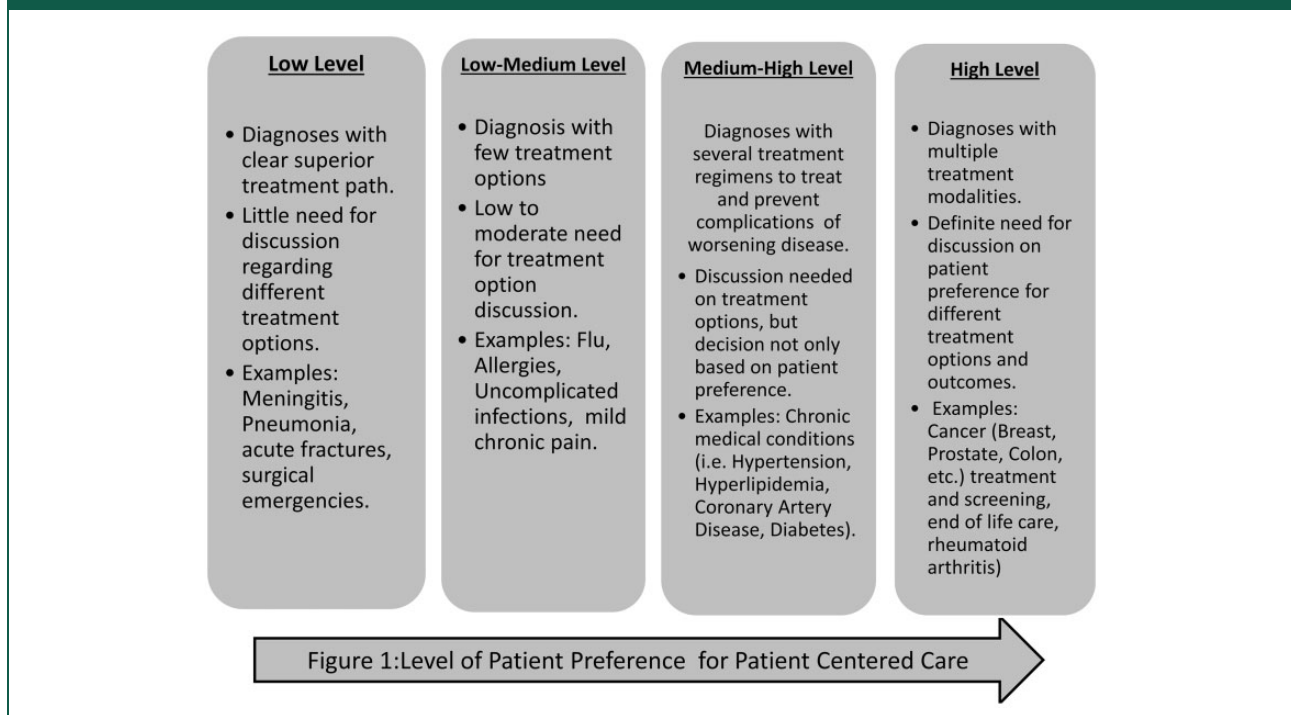 Low Level
• Diagnoses with
clear superior
treatment path.
• Little need for
discussion
regarding
different
treatment
options.
• Examples:
Meningitis,
Pneumonia,
acute fractures,
surgical
emergencies.
Low-Medium Level
• Diagnosis with
few treatment
options
• Low to
moderate need
for treatment
option
discussion.
• Examples: Flu,
Allergies,
Uncomplicated
infections, mild
chronic pain.
Medium-High Level
Diagnoses with
several treatment
regimens to treat
and prevent
complications of
worsening disease.
• Discussion needed
on treatment
options, but
decision not only
based on patient
preference.
• Examples: Chronic
medical conditions
(i.e. Hypertension,
Hyperlipidemia,
Coronary Artery
Disease, Diabetes).
High Level
• Diagnoses with
multiple
treatment
modalities.
• Definite need for
discussion on
patient
preference for
different
treatment
options and
outcomes.
• Examples:
Cancer (Breast,
Prostate, Colon,
etc.) treatment
and screening,
end of life care,
rheumatoid
arthritis)
Figure 1:Level of Patient Preference for Patient Centered Care